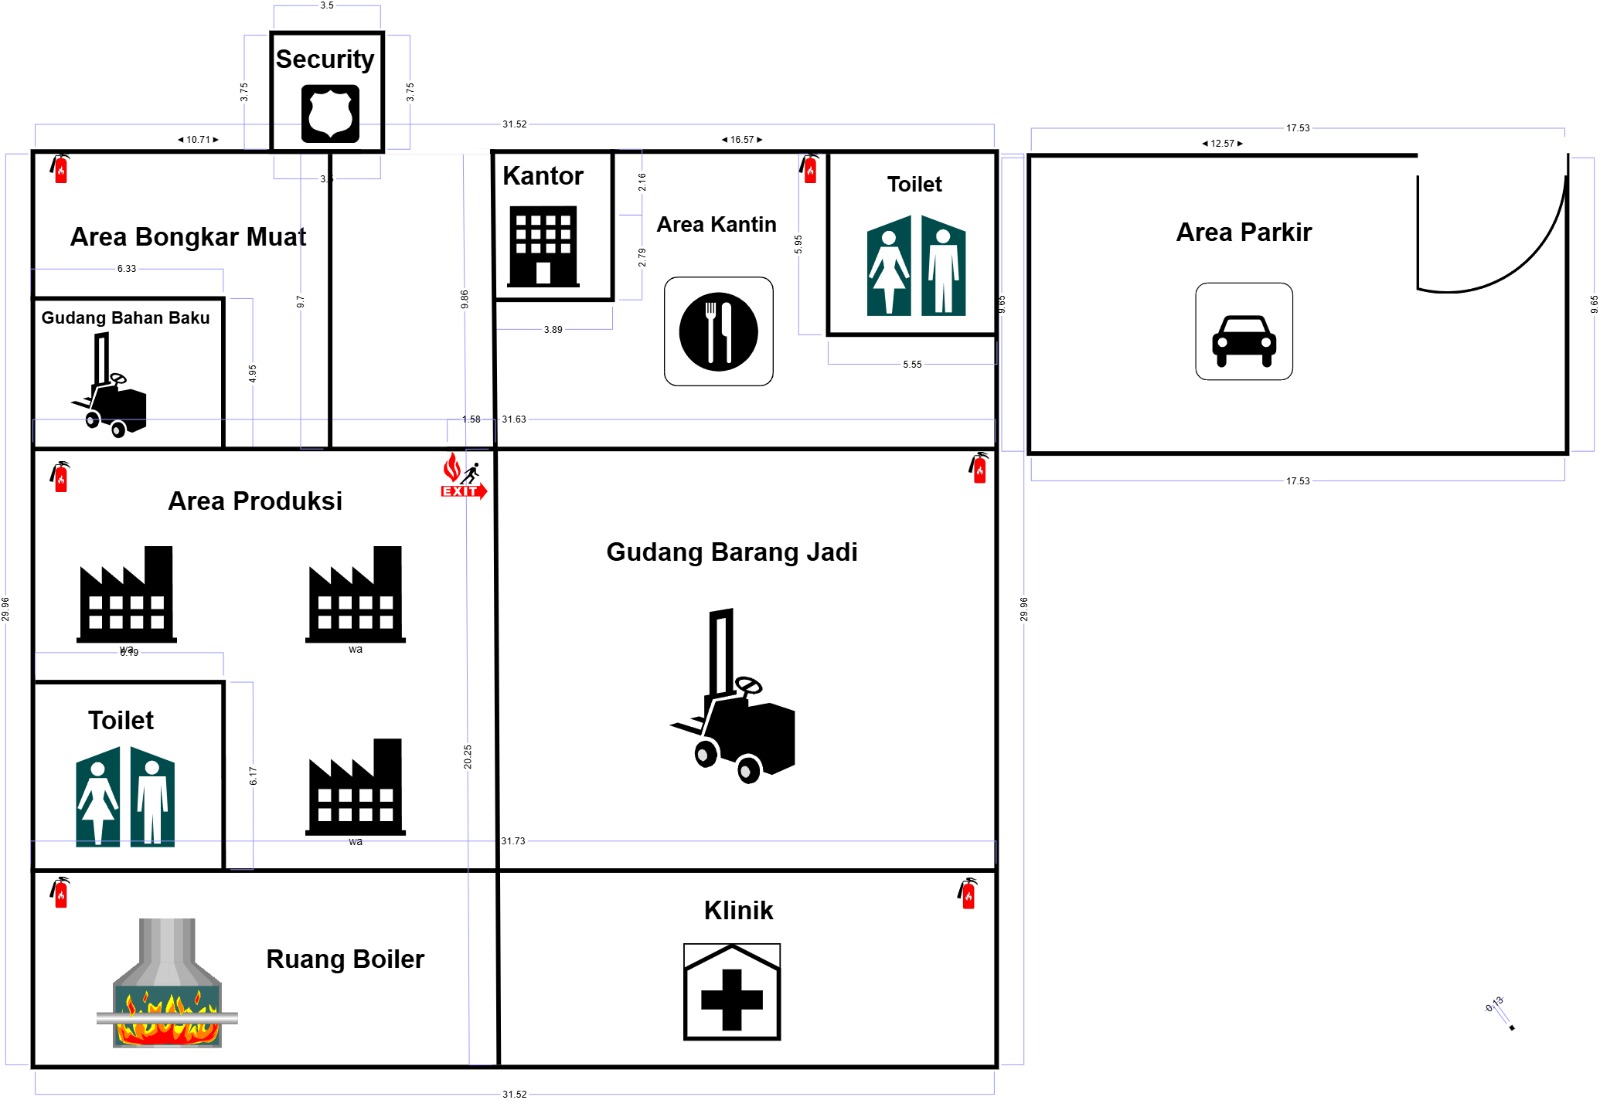 3.5
Security
3.75
3.75
31.52
10.71
16.57
17.53
12.57
3.5
Kantor
2.16
Toilet
Area Kantin
Area Bongkar Muat
Area Parkir
5.95
2.79
6.33
9.7
9.86
9.65
9.65
Gudang Bahan Baku
3.89
4.95
5.55
1.58
31.63
17.53
EXIT
Area Produksi
Gudang Barang Jadi
29.96
29.96
wa
wa
Toilet
20.25
6.17
wa
31.73
Klinik
Ruang Boiler
0.13
31.52